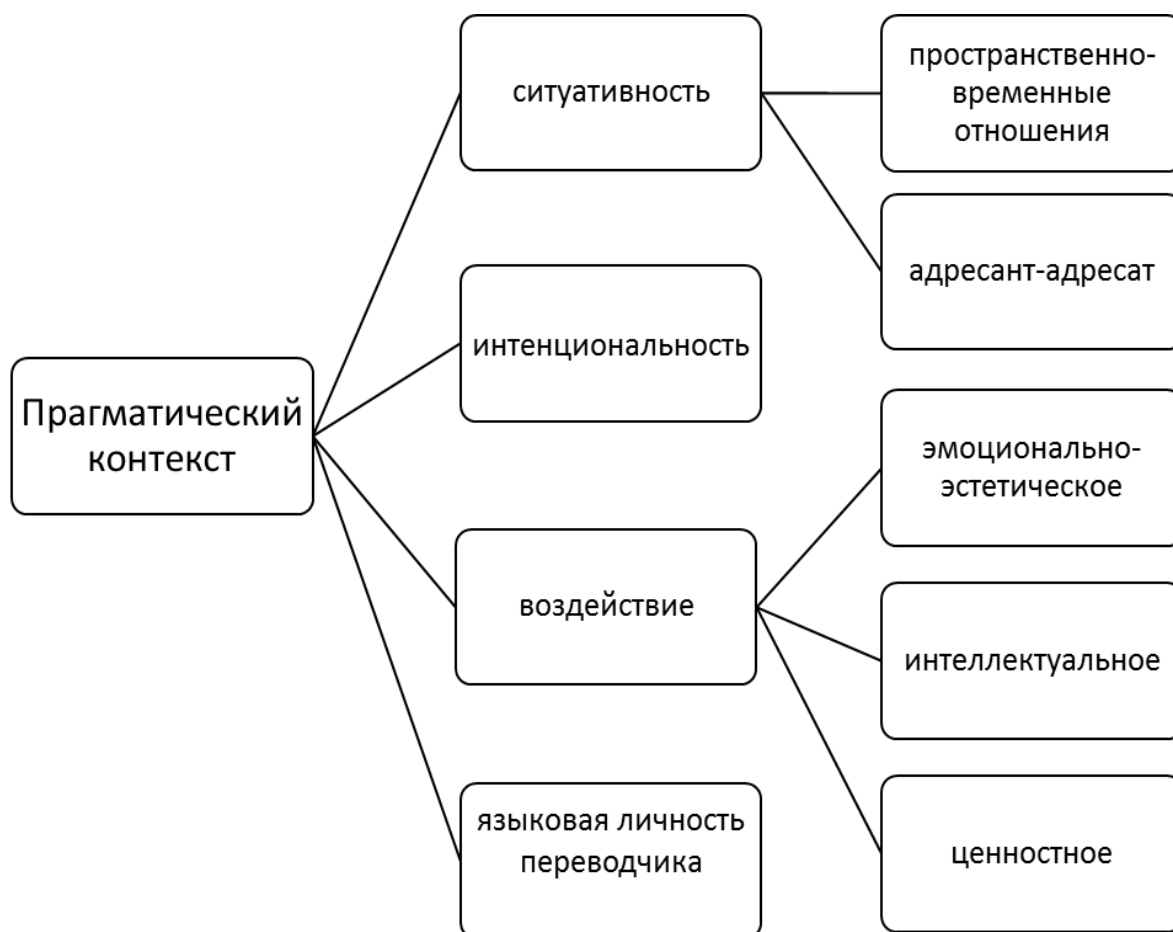 Прагматический
контекст
ситуативность
интенциональность
воздействие
языковая личность
переводчика
пространственно-
временные
отношения
адресант-адресат
эмоционально-
эстетическое
интеллектуальное
ценностное